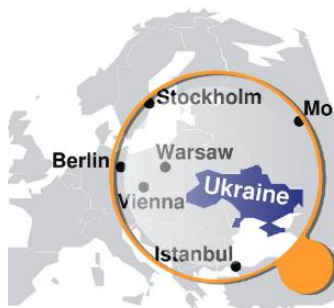 Stockholm
Mo
Berlin
Warsaw
Ukraine
Vienna
Istanbul